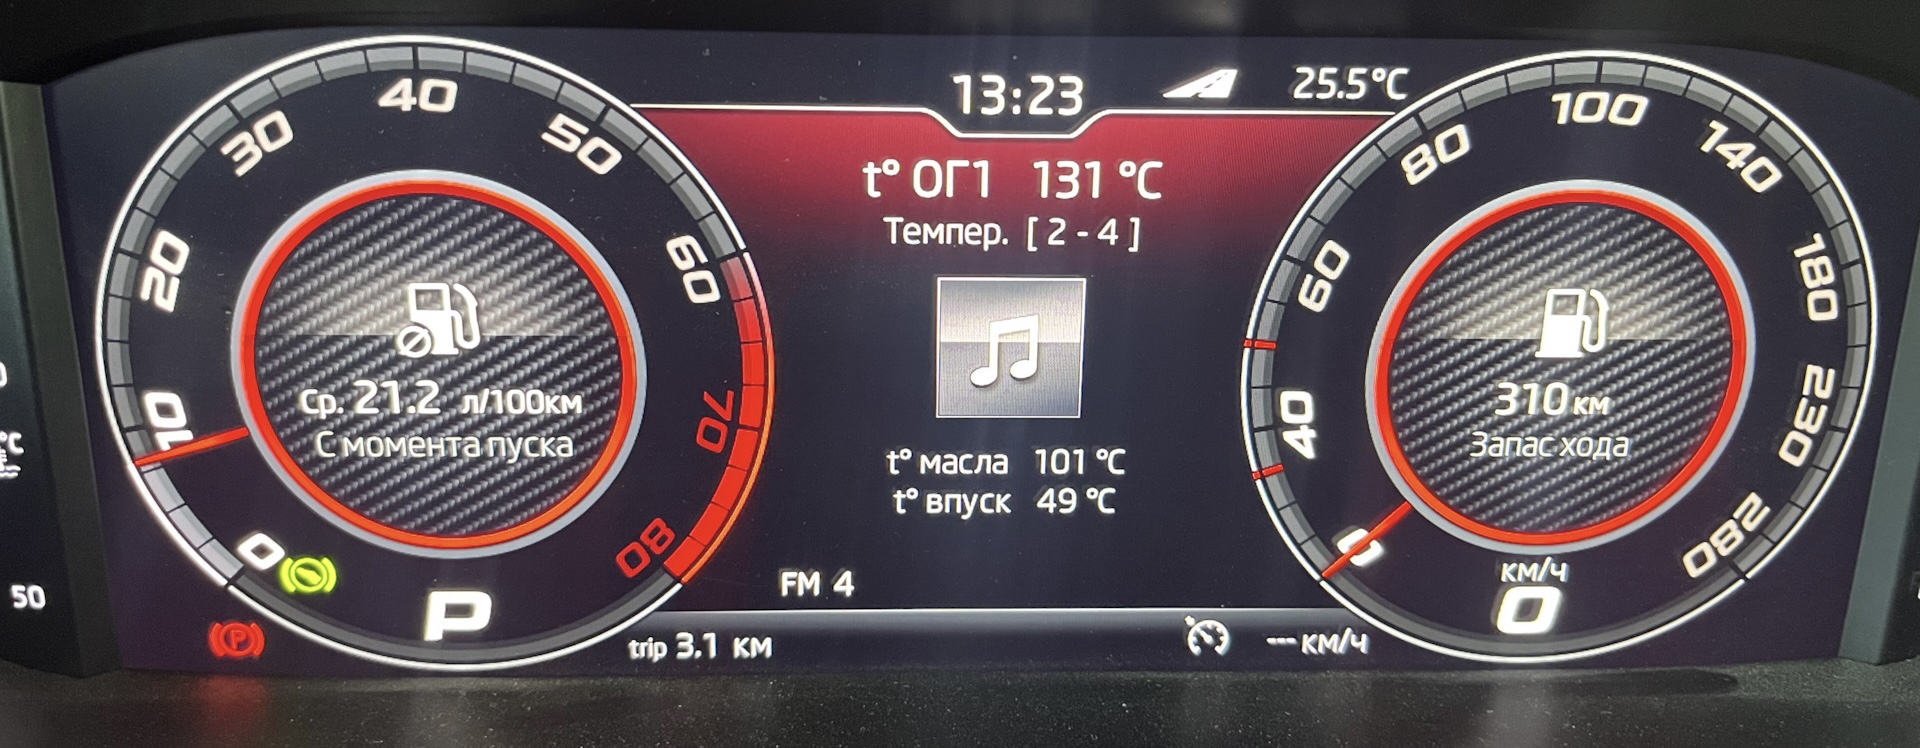 13:23
25.5°C
t° ОГ1 131 °C
Темпер. [ 2 - 4 ]
0
10
20
30
40
50
60
70
80
Ср. 21.2 л/100км
С момента пуска
t° масла 101 °C
t° впуск 49 °C
0
40
60
80
100
140
180
230
280
310 км
Запас хода
км/ч
0
FM 4
P
P
trip 3.1 км
--- км/ч
°C
50